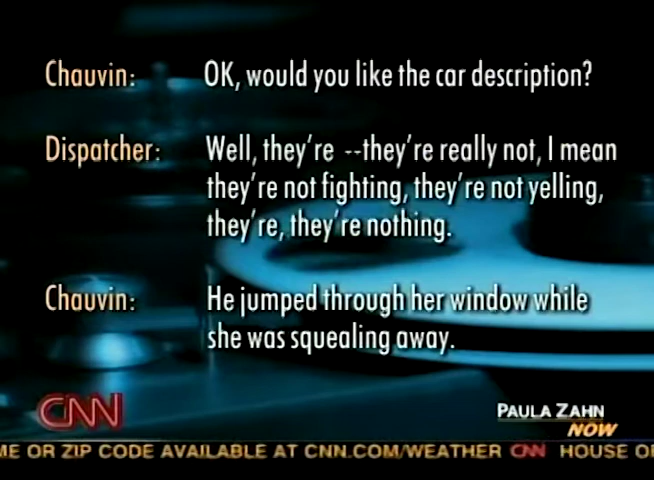 Chauvin: OK, would you like the car description?
Dispatcher: Well, they're --they're really not, I mean
they're not fighting, they're not yelling,
they're, they're nothing.
Chauvin: He jumped through her window while
she was squealing away.
CNN
PAULA ZAHN
NOW
ME OR ZIP CODE AVAILABLE AT CNN.COM/WEATHER CNN HOUSE O